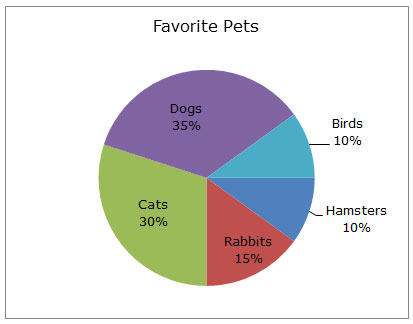 Favorite Pets
Dogs
35%
Birds
10%
Cats
30%
Hamsters
10%
Rabbits
15%